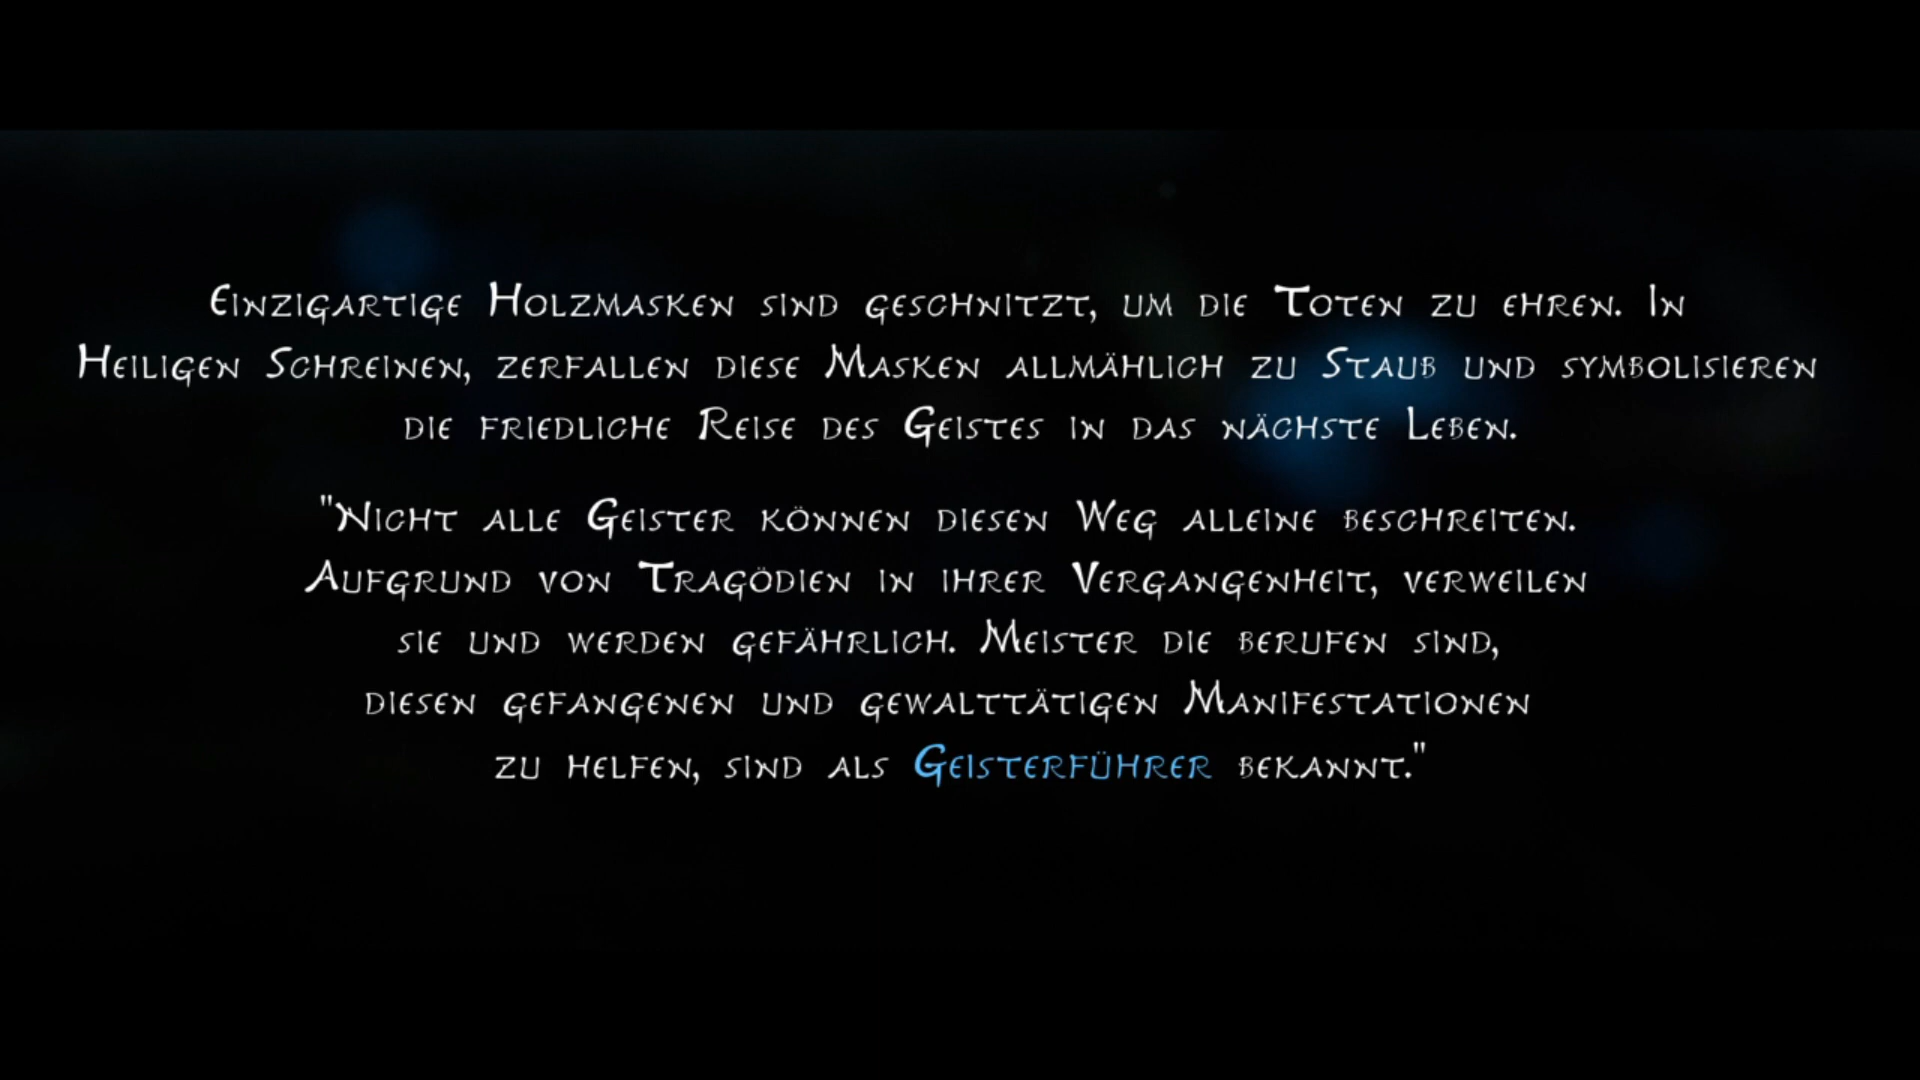 Einzigartige Holzmasken sind geschnitzt, um die Toten zu ehren. In
Heiligen Schreinen, zerfallen diese Masken allmählich zu Staub und symbolisieren
die friedliche Reise des Geistes in das nächste Leben.
"Nicht alle Geister können diesen Weg alleine beschreiten.
Aufgrund von Tragödien in ihrer Vergangenheit, verweilen
sie und werden gefährlich. Meister die berufen sind,
diesen gefangenen und gewalttätigen Manifestationen
zu helfen, sind als Geisterführer bekannt."